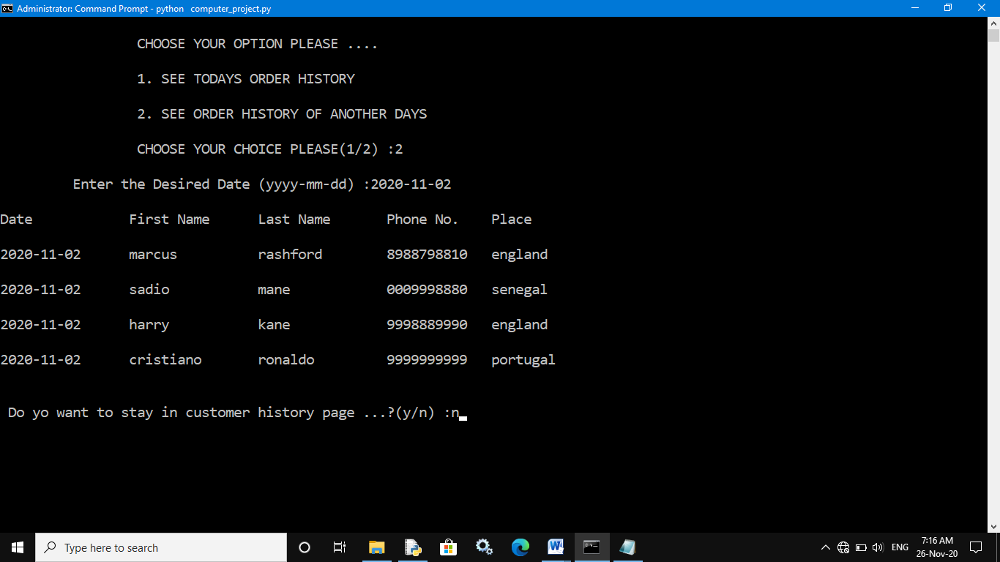 Administrator: Command Prompt - python computer_project.py
CHOOSE YOUR OPTION PLEASE ....
1. SEE TODAYS ORDER HISTORY
2. SEE ORDER HISTORY OF ANOTHER DAYS
CHOOSE YOUR CHOICE PLEASE(1/2) :2
Enter the Desired Date (yyyy-mm-dd) :2020-11-02
Date First Name Last Name Phone No. Place
2020-11-02 marcus rashford 8988798810 england
2020-11-02 sadio mane 0009998880 senegal
2020-11-02 harry kane 9998889990 england
2020-11-02 cristiano ronaldo 9999999999 portugal
Do yo want to stay in customer history page ...?(y/n) :n
Type here to search
ENG
7:16 AM
26-Nov-20